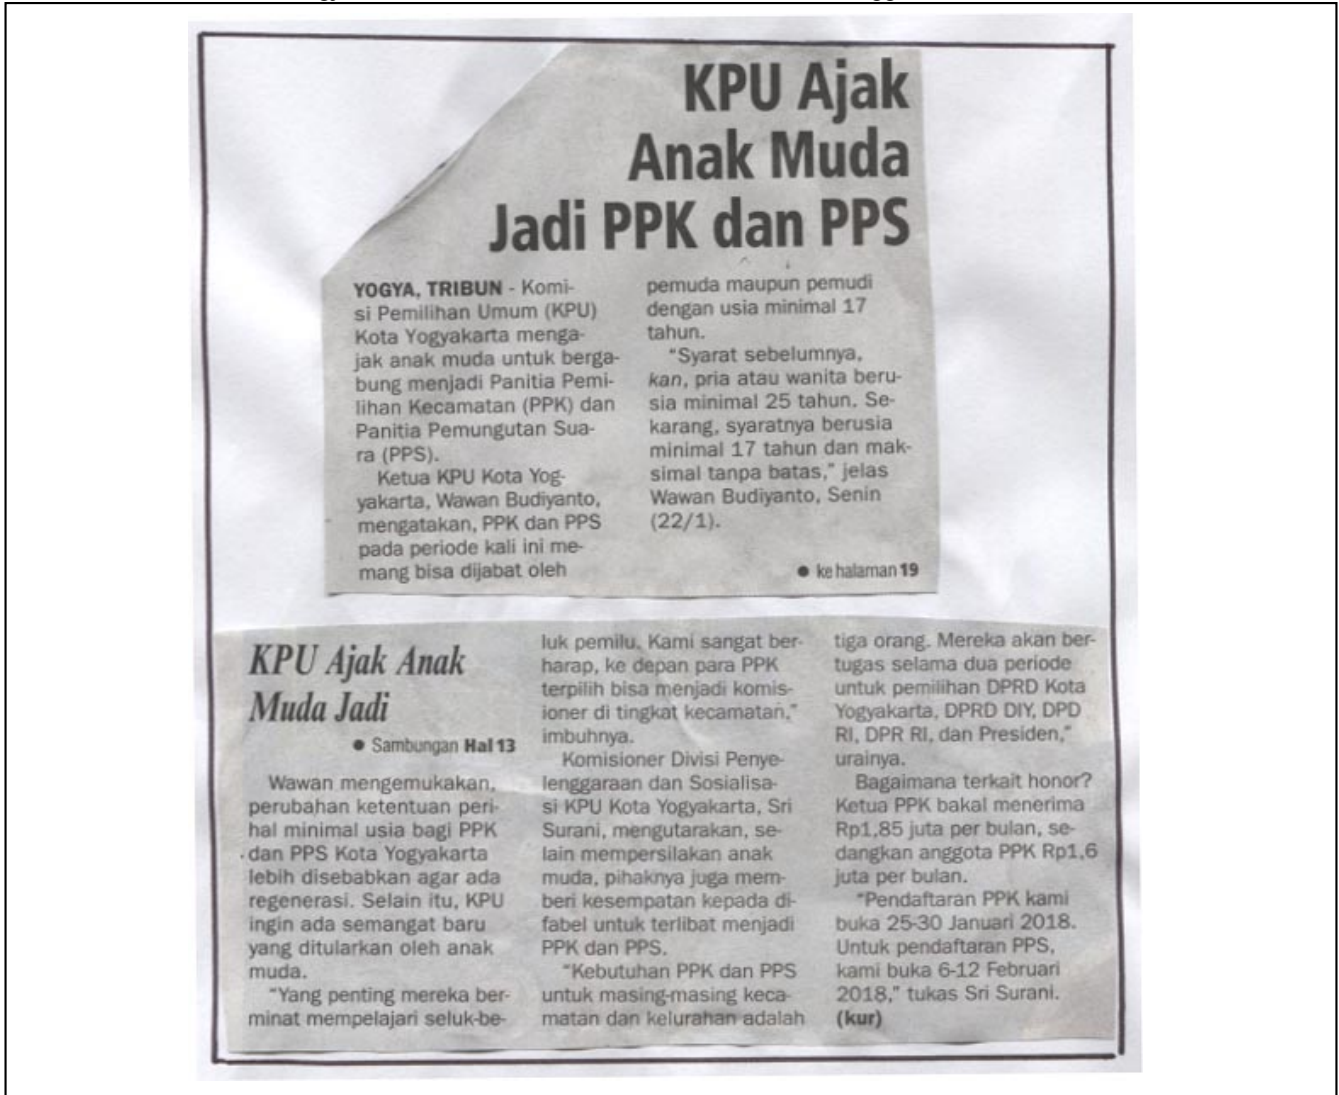 KPU Ajak
Anak Muda
Jadi PPK dan PPS
YOGYA, TRIBUN - Komi-
si Pemilihan Umum (KPU)
Kota Yogyakarta menga-
jak anak muda untuk berga-
bung menjadi Panitia Pemi-
lihan Kecamatan (PPK) dan
Panitia Pemungutan Sua-
ra (PPS).
Ketua KPU Kota Yog-
yakarta, Wawan Budiyanto,
mengatakan, PPK dan PPS
pada periode kali ini me-
mang bisa dijabat oleh
pemuda maupun pemudi
dengan usia minimal 17
tahun.
"Syarat sebelumnya,
kan, pria atau wanita beru-
sia minimal 25 tahun. Se-
karang, syaratnya berusia
minimal 17 tahun dan mak-
simal tanpa batas," jelas
Wawan Budiyanto, Senin
(22/1).
● ke halaman 19
KPU Ajak Anak
Muda Jadi
● Sambungan Hal 13
Wawan mengemukakan,
perubahan ketentuan peri-
hal minimal usia bagi PPK
dan PPS Kota Yogyakarta
lebih disebabkan agar ada
regenerasi. Selain itu, KPU
ingin ada semangat baru
yang ditularkan oleh anak
muda.
"Yang penting mereka ber-
minat mempelajari seluk-be-
luk pemilu. Kami sangat ber-
harap, ke depan para PPK
terpilih bisa menjadi komis-
ioner di tingkat kecamatan,"
imbuhnya.
Komisioner Divisi Penye-
lenggaraan dan Sosialisa-
si KPU Kota Yogyakarta, Sri
Surani, mengutarakan, se-
lain mempersilakan anak
muda, pihaknya juga mem-
beri kesempatan kepada di-
fabel untuk terlibat menjadi
PPK dan PPS.
"Kebutuhan PPK dan PPS
untuk masing-masing keca-
matan dan kelurahan adalah
tiga orang. Mereka akan ber-
tugas selama dua periode
untuk pemilihan DPRD Kota
Yogyakarta, DPRD DIY, DPD
RI, DPR RI, dan Presiden,"
urainya.
Bagaimana terkait honor?
Ketua PPK bakal menerima
Rp1,85 juta per bulan, se-
dangkan anggota PPK Rp1,6
juta per bulan.
"Pendaftaran PPK kami
buka 25-30 Januari 2018.
Untuk pendaftaran PPS,
kami buka 6-12 Februari
2018," tukas Sri Surani.
(kur)